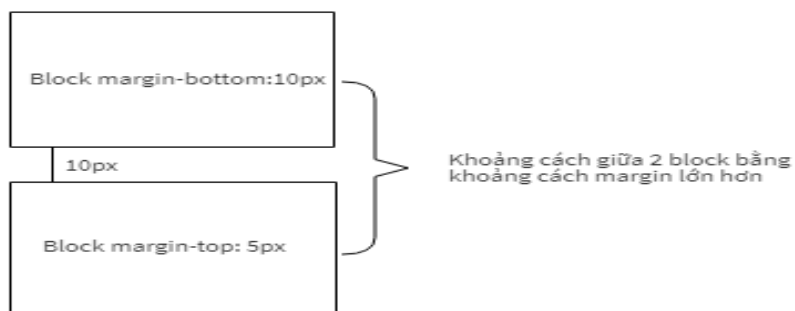 Block margin-bottom:10px
10px
Khoảng cách giữa 2 block bằng
khoảng cách margin lớn hơn
Block margin-top: 5px